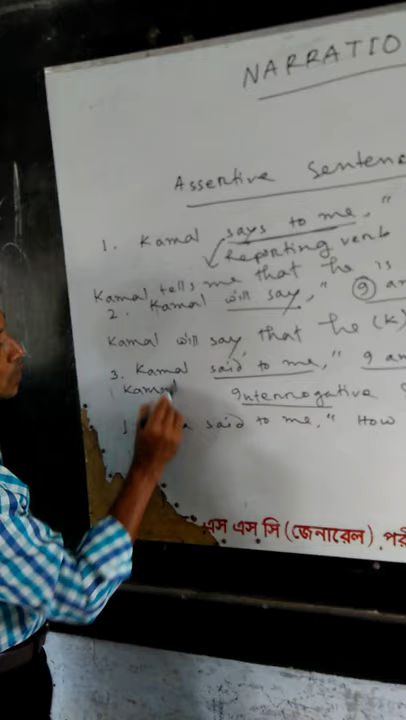 NARRATIO
Assertive Sentenc
1. Kamal says to me, "
Reporting verb
Kamal tells me that he is
2. Kamal will say, " I am
Kamal will say that he (K)
3. Kamal said to me, " I am
Kamal
Interrogative S
said to me. " How
এস এস সি (জেনারেল) পরী